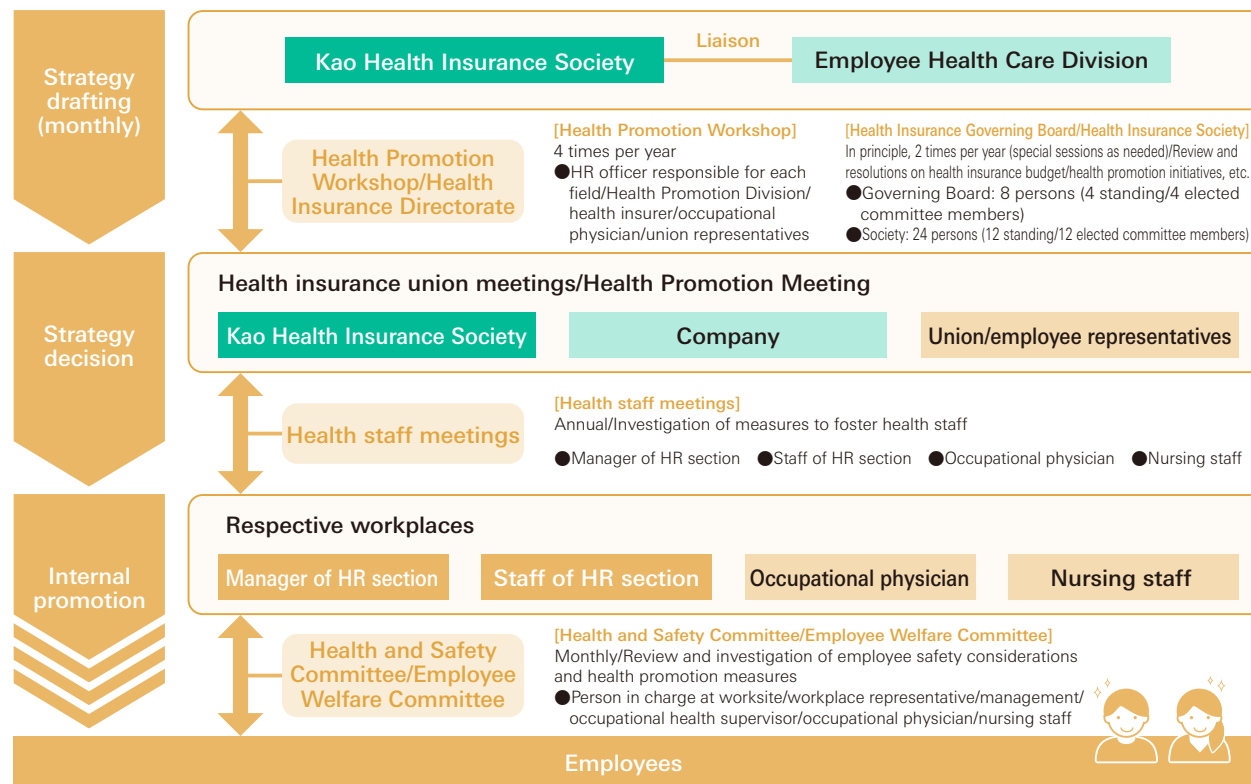 Strategy
drafting
(monthly)
Kao Health Insurance Society
Liaison
Employee Health Care Division
Health Promotion
Workshop/Health
Insurance Directorate
[Health Promotion Workshop]
4 times per year
●HR officer responsible for each
field/Health Promotion Division/
health insurer/occupational
physician/union representatives
[Health Insurance Governing Board/Health Insurance Society]
In principle, 2 times per year (special sessions as needed)/Review and
resolutions on health insurance budget/health promotion initiatives, etc.
●Governing Board: 8 persons (4 standing/4 elected
committee members)
●Society: 24 persons (12 standing/12 elected committee members)
Strategy
decision
Health insurance union meetings/Health Promotion Meeting
Kao Health Insurance Society
Company
Union/employee representatives
Health staff meetings
[Health staff meetings]
Annual/Investigation of measures to foster health staff
●Manager of HR section ●Staff of HR section ●Occupational physician ●Nursing staff
Internal
promotion
Respective workplaces
Manager of HR section
Staff of HR section
Occupational physician
Nursing staff
Health and Safety
Committee/Employee
Welfare Committee
[Health and Safety Committee/Employee Welfare Committee]
Monthly/Review and investigation of employee safety considerations
and health promotion measures
●Person in charge at worksite/workplace representative/management/
occupational health supervisor/occupational physician/nursing staff
Employees